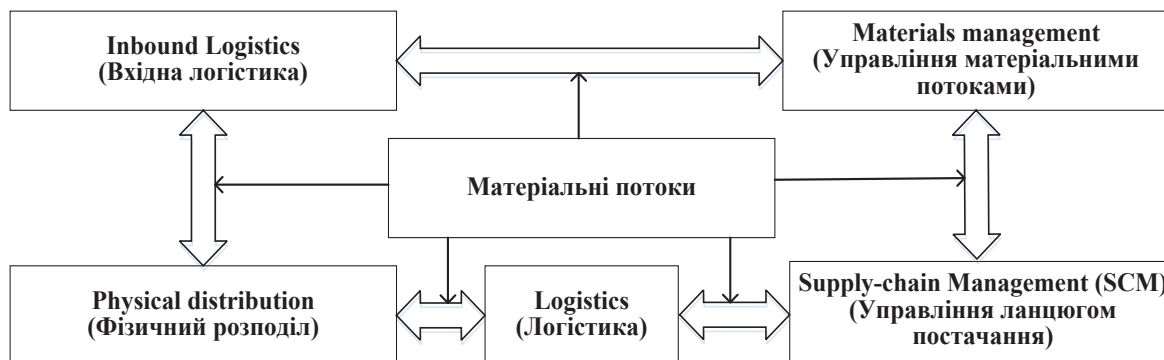 Inbound Logistics
(Вхідна логістика)
Materials management
(Управління матеріальними
потоками)
Матеріальні потоки
Physical distribution
(Фізичний розподіл)
Logistics
(Логістика)
Supply-chain Management (SCM)
(Управління ланцюгом
постачання)